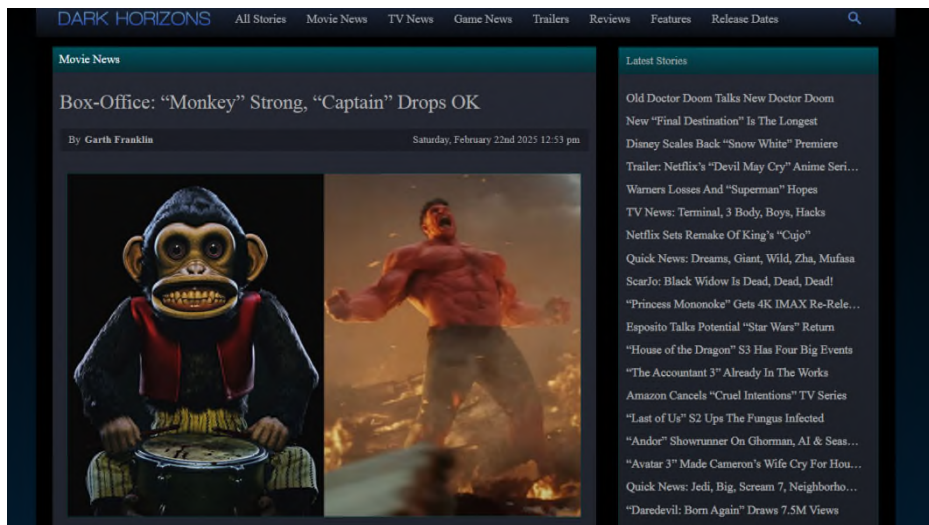 DARK HORIZONS
All Stories Movie News TV News Game News Trailers Reviews Features Release Dates
Movie News
Box-Office: “Monkey” Strong, “Captain” Drops OK
By Garth Franklin
Saturday, February 22nd 2025 12:53 pm
Latest Stories
Old Doctor Doom Talks New Doctor Doom
New “Final Destination” Is The Longest
Disney Scales Back “Snow White” Premiere
Trailer: Netflix’s “Devil May Cry” Anime Seri…
Warners Losses And “Superman” Hopes
TV News: Terminal, 3 Body, Boys, Hacks
Netflix Sets Remake Of King’s “Cujo”
Quick News: Dreams, Giant, Wild, Zha, Mufasa
ScarJo: Black Widow Is Dead, Dead, Dead!
“Princess Mononoke” Gets 4K IMAX Re-Rele…
Esposito Talks Potential “Star Wars” Return
“House of the Dragon” S3 Has Four Big Events
“The Accountant 3” Already In The Works
Amazon Cancels “Cruel Intentions” TV Series
“Last of Us” S2 Ups The Fungus Infected
“Andor” Showrunner On Ghorman, AI & Seas…
“Avatar 3” Made Cameron’s Wife Cry For Hou…
Quick News: Jedi, Big, Scream 7, Neighborho…
“Daredevil: Born Again” Draws 7.5M Views